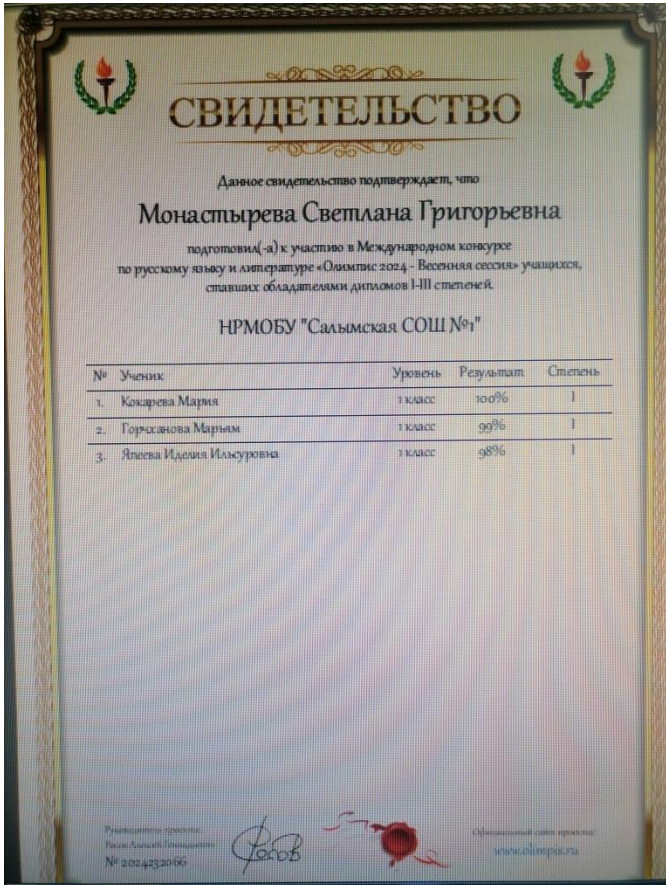 СВИДЕТЕЛЬСТВО
Данное свидетельство подтверждает, что
Монастырева Светлана Григорьевна
подготовил(-а) к участию в Международном конкурсе
по русскому языку и литературе «Олимпис 2024 - Весенняя сессия» учащихся,
ставших обладателями дипломов I-III степеней.
НРМОБУ "Салымская СОШ №1"
№ Ученик Уровень Результат Степень
1. Кокарева Мария 1 класс 100% I
2. Горчханова Марьям 1 класс 99% I
3. Япеева Иделия Ильсуровна 1 класс 98% I
Руководитель проекта: Официальный сайт проекта:
Алексей Геннадьевич
№ 2024232066 www.olimpis.ru